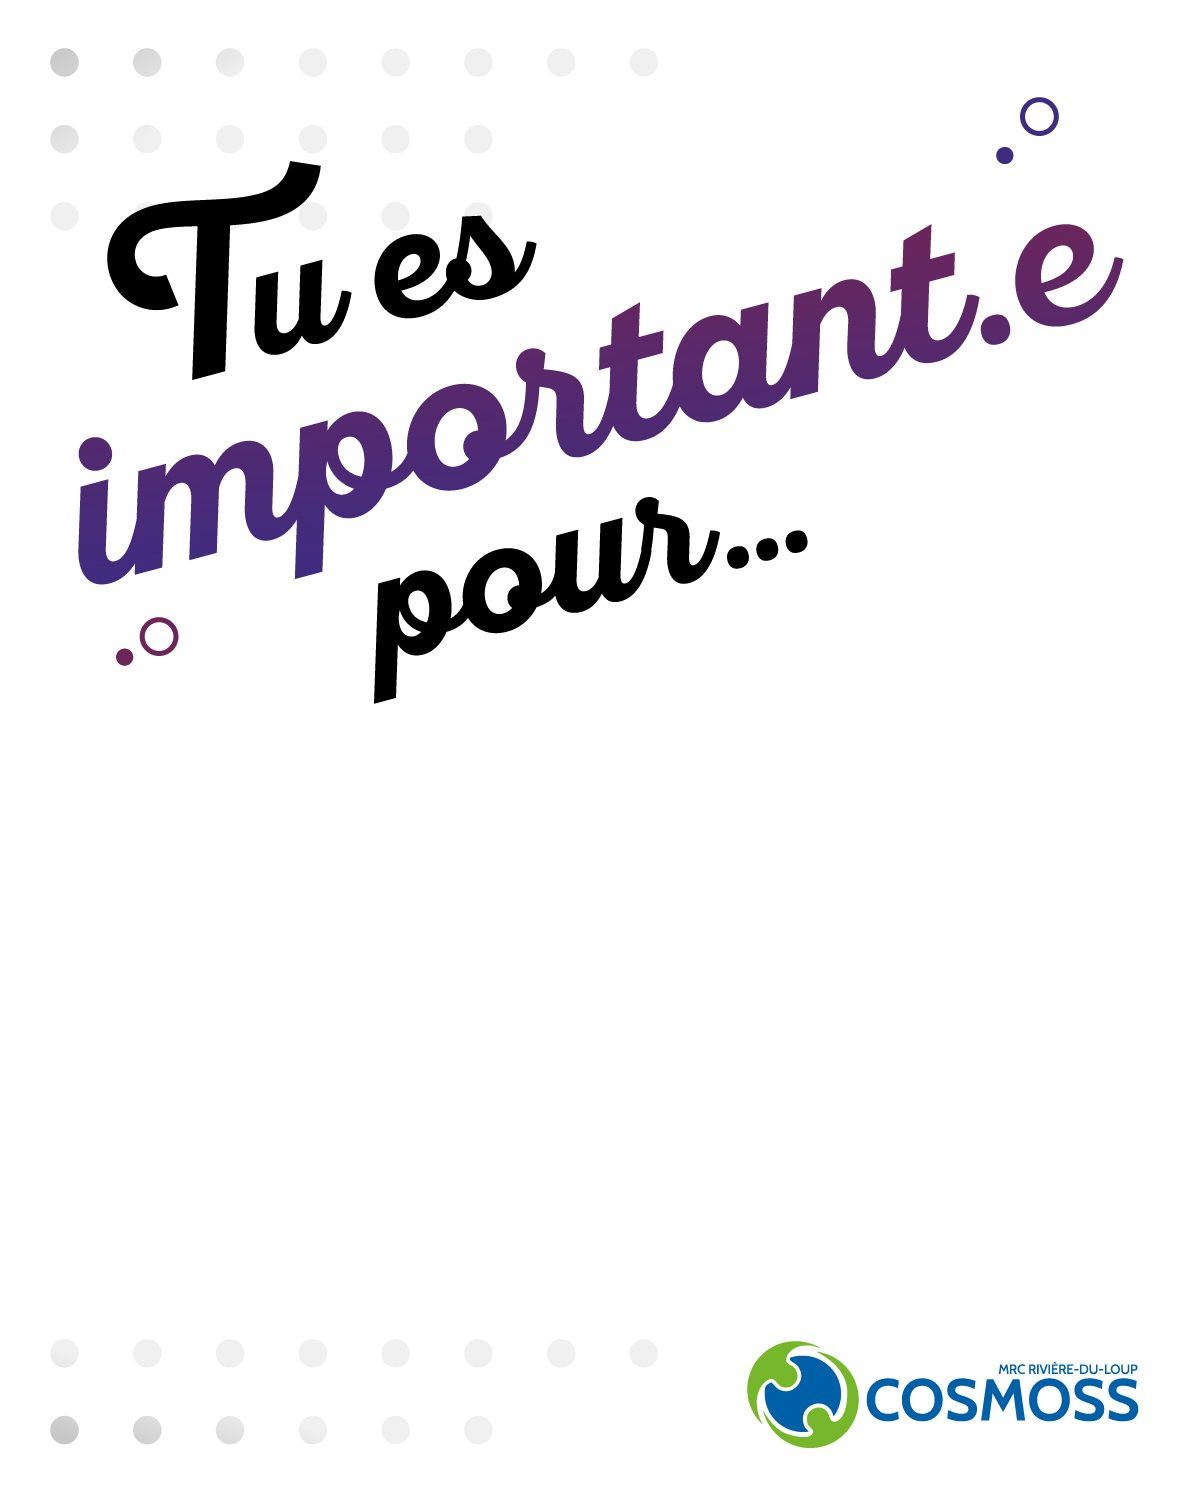 Tu es
important.e
pour...
MRC RIVIÈRE-DU-LOUP
COSMOSS